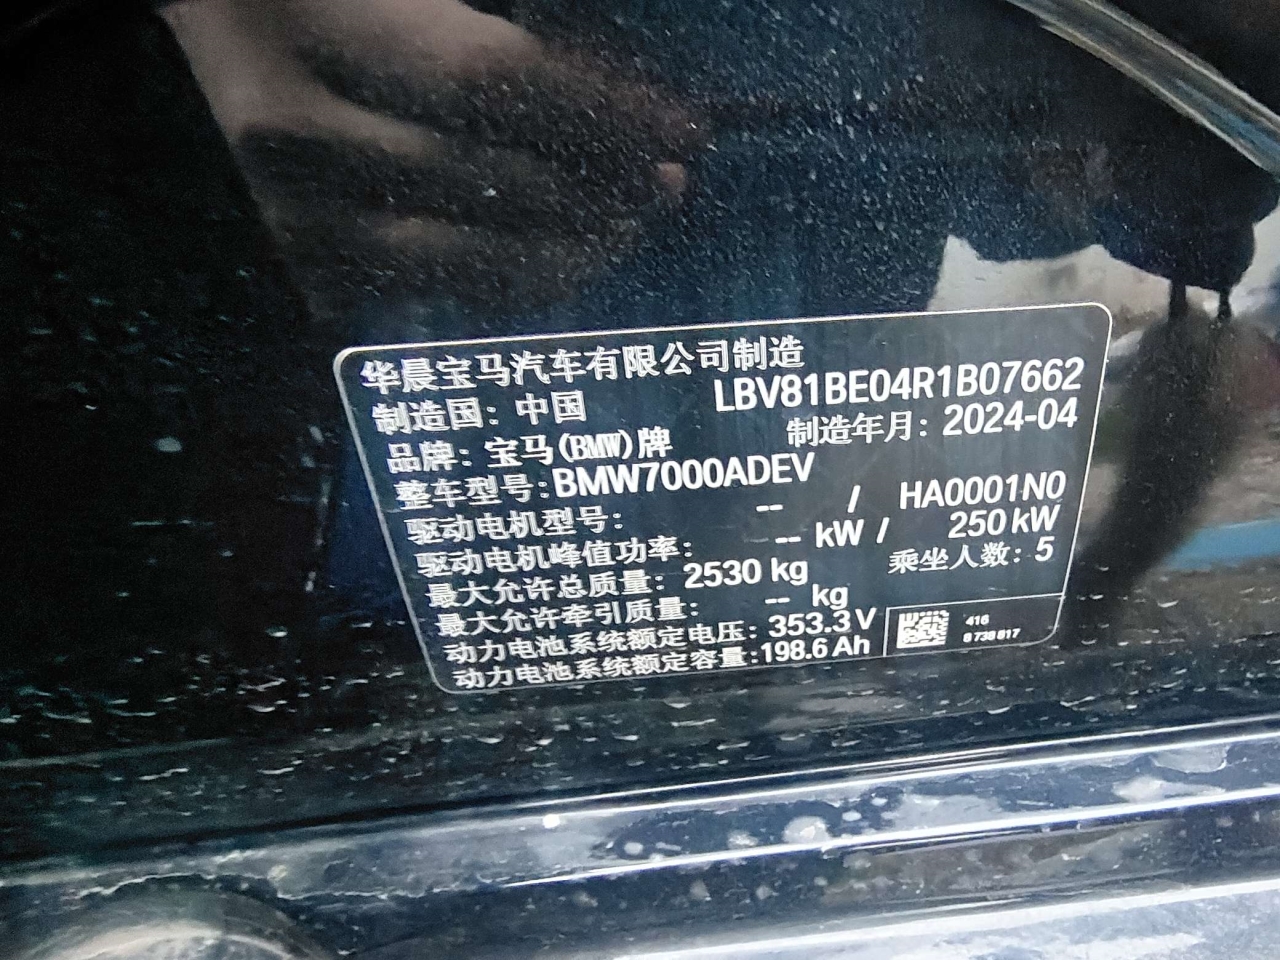 华晨宝马汽车有限公司制造
制造国：中国 LBV81BE04R1B07662
品牌：宝马(BMW)牌 制造年月：2024-04
整车型号：BMW7000ADEV
驱动电机型号： -- / HA0001N0
驱动电机峰值功率： -- kW / 250 kW
最大允许总质量：2530 kg 乘坐人数：5
最大允许牵引质量： -- kg
动力电池系统额定电压：353.3 V
动力电池系统额定容量：198.6 Ah
416
8 738 817